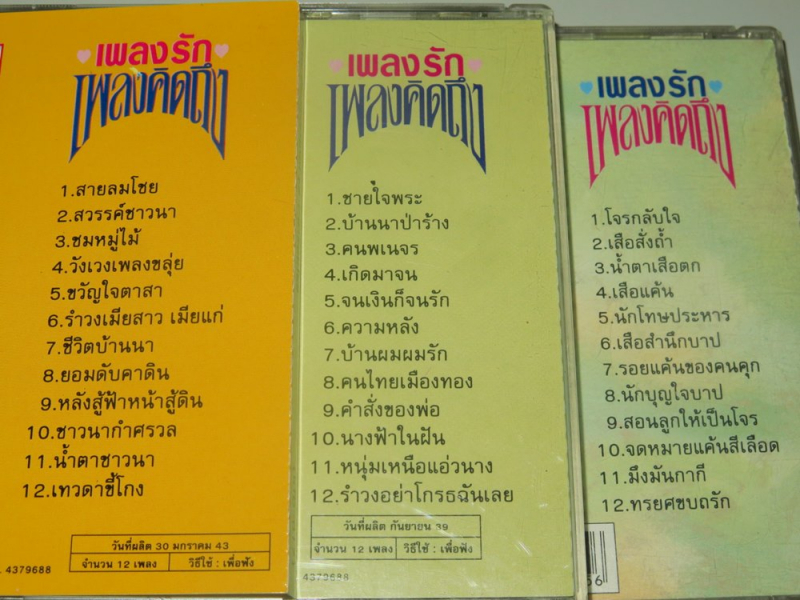 เพลงรัก
เพลงคิดถึง
1.สายลมโชย
2.สวรรค์ชาวนา
3.ชมหมู่ไม้
4.วังเวงเพลงขลุ่ย
5.ขวัญใจตาสา
6.รำวงเมียสาว เมียแก่
7.ชีวิตบ้านนา
8.ยอมดับคาดิน
9.หลังสู้ฟ้าหน้าสู้ดิน
10.ชาวนากำศรวล
11.น้ำตาชาวนา
12.เทวดาขี้โกง
วันที่ผลิต 30 มกราคม 43
จำนวน 12 เพลง วิธีใช้ : เพื่อฟัง
4379688
เพลงรัก
เพลงคิดถึง
1.ชายใจพระ
2.บ้านนาป่าร้าง
3.คนพเนจร
4.เกิดมาจน
5.จนเงินก็จนรัก
6.ความหลัง
7.บ้านผมผมรัก
8.คนไทยเมืองทอง
9.คำสั่งของพ่อ
10.นางฟ้าในฝัน
11.หนุ่มเหนือแอ่วนาง
12.รำวงอย่าโกรธฉันเลย
วันที่ผลิต กันยายน 39
จำนวน 12 เพลง วิธีใช้ : เพื่อฟัง
4379688
เพลงรัก
เพลงคิดถึง
1.โจรกลับใจ
2.เสือสั่งถ้ำ
3.น้ำตาเสือตก
4.เสือแค้น
5.นักโทษประหาร
6.เสือสำนึกบาป
7.รอยแค้นของคนคุก
8.นักบุญใจบาป
9.สอนลูกให้เป็นโจร
10.จดหมายแค้นสีเลือด
11.มึงมันกากี
12.ทรยศขบถรัก